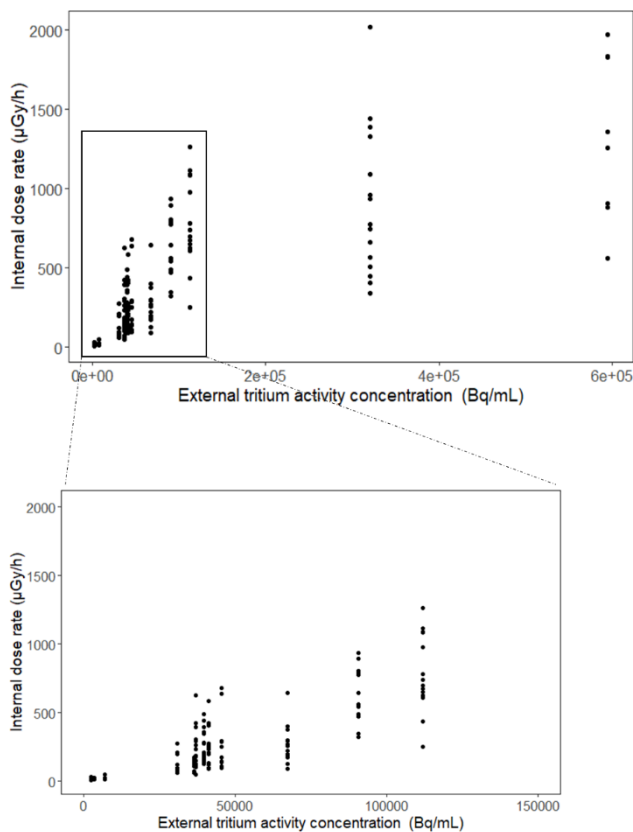 2000
1500
1000
500
0
Internal dose rate (µGy/h)
0e+00 2e+05 4e+05 6e+05
External tritium activity concentration (Bq/mL)
2000
1500
1000
500
0
Internal dose rate (µGy/h)
0 50000 100000 150000
External tritium activity concentration (Bq/mL)